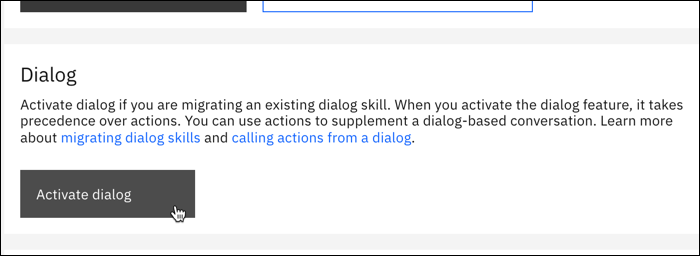 Dialog
Activate dialog if you are migrating an existing dialog skill. When you activate the dialog feature, it takes
precedence over actions. You can use actions to supplement a dialog-based conversation. Learn more
about migrating dialog skills and calling actions from a dialog.
Activate dialog